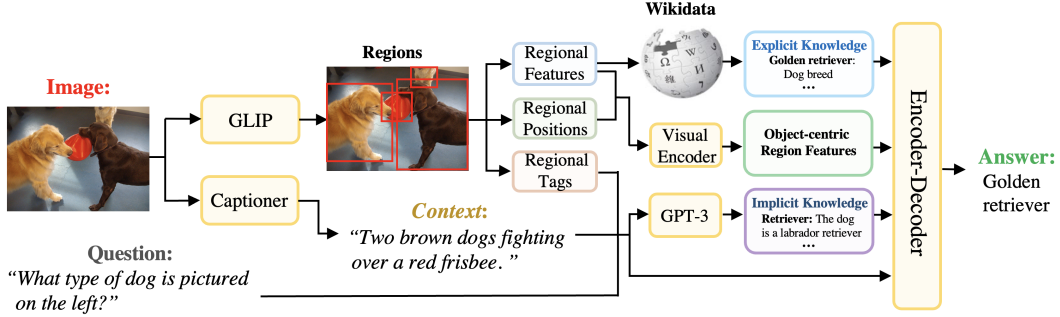 Wikidata
Regions
Image:
GLIP
Captioner
Regional
Features
Regional
Positions
Regional
Tags
Ω
W
И
Explicit Knowledge
Golden retriever:
Dog breed
...
Visual
Encoder
Object-centric
Region Features
GPT-3
Implicit Knowledge
Retriever: The dog
is a labrador retriever
...
Encoder-Decoder
Answer:
Golden
retriever
Context:
“Two brown dogs fighting
over a red frisbee. ”
Question:
“What type of dog is pictured
on the left?”